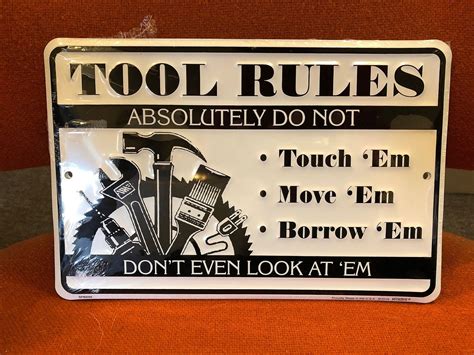 TOOL RULES
ABSOLUTELY DO NOT
• Touch ‘Em
• Move ‘Em
• Borrow ‘Em
DON'T EVEN LOOK AT ‘EM